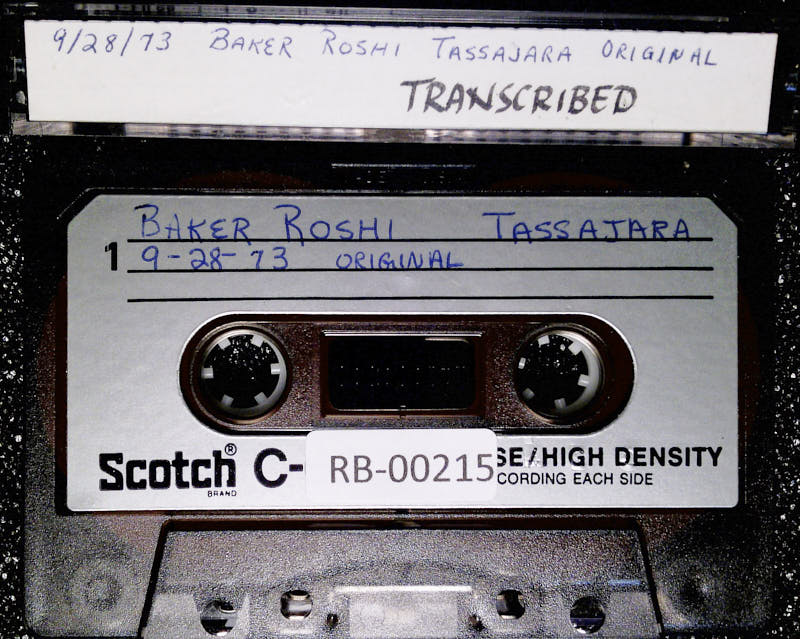 9/28/73 BAKER ROSHI TASSAJARA ORIGINAL
TRANSCRIBED
BAKER ROSHI TASSAJARA
1 9-28-73 ORIGINAL
Scotch® C- RB-00215 SE/HIGH DENSITY
BRAND CORDING EACH SIDE